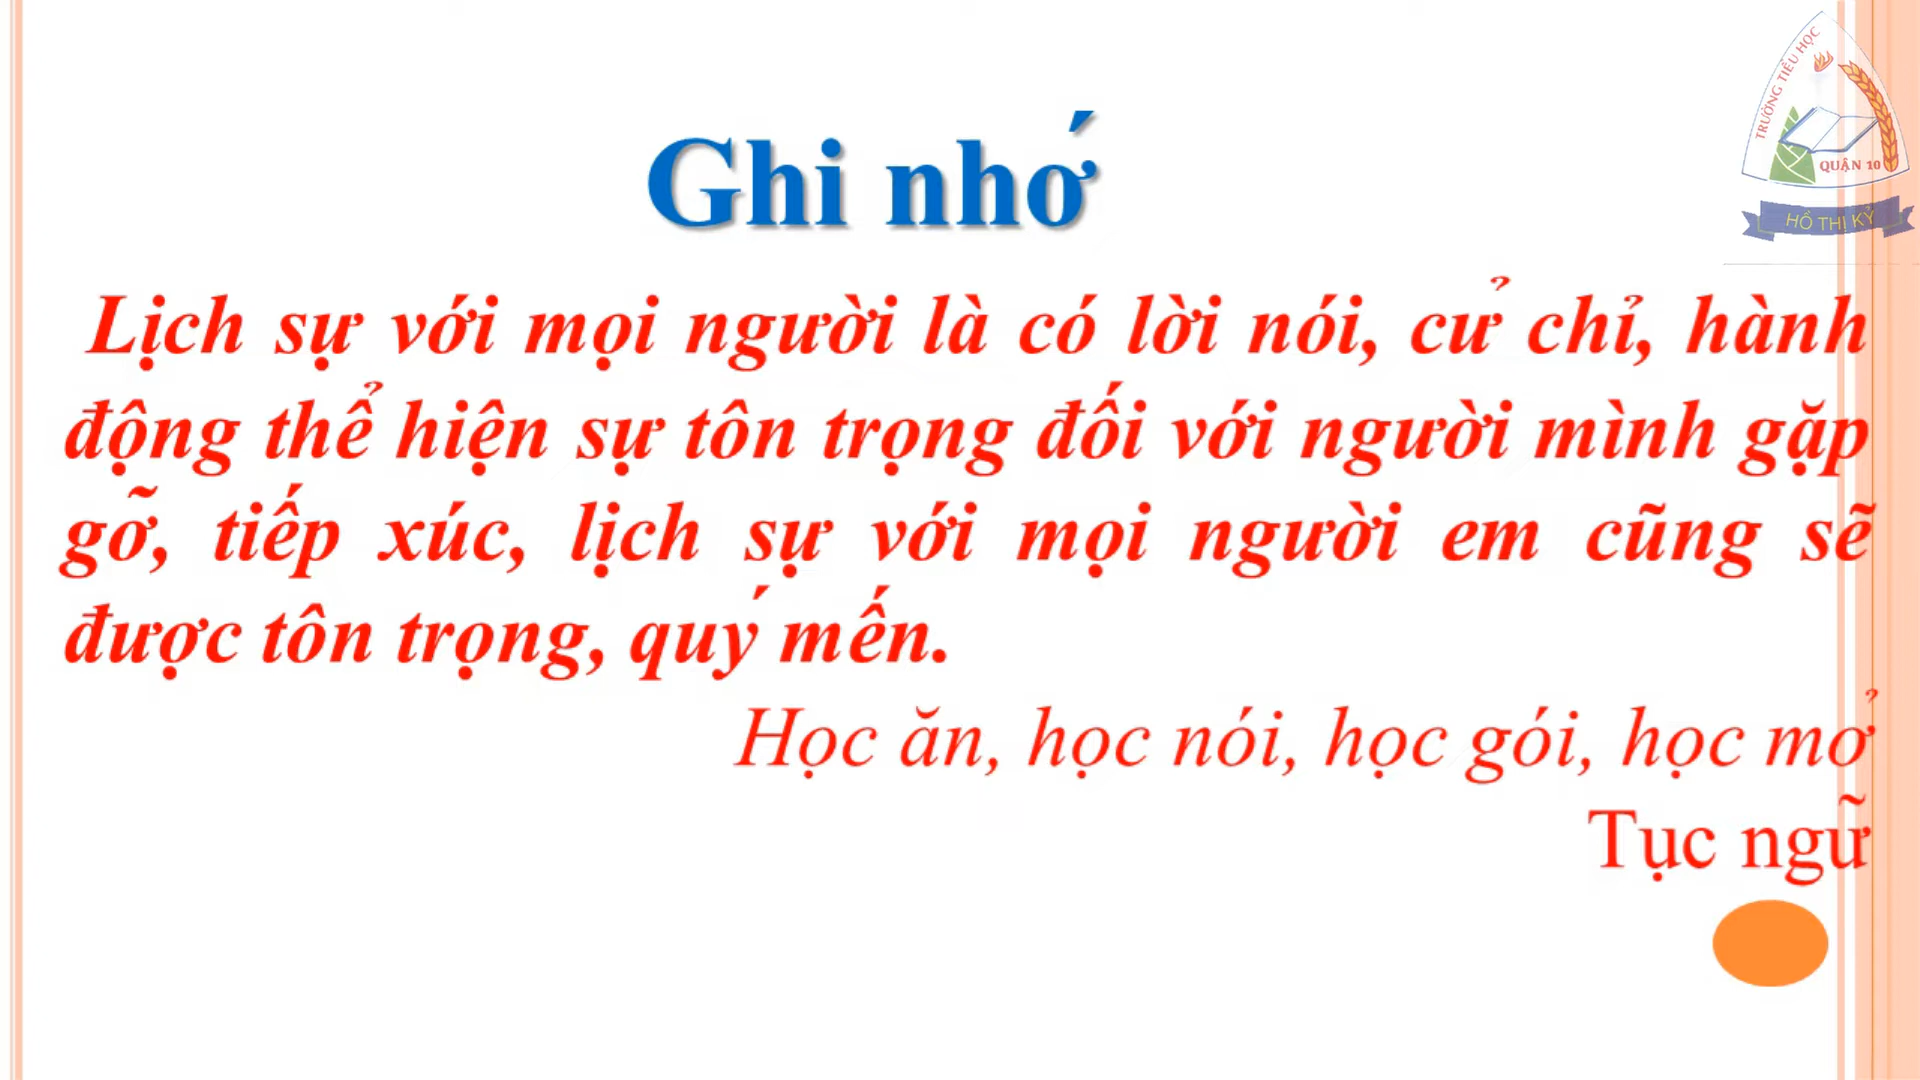 TRƯỜNG TIỂU HỌC
QUẬN 10
HỒ THỊ KỶ
Ghi nhớ
Lịch sự với mọi người là có lời nói, cử chỉ, hành
động thể hiện sự tôn trọng đối với người mình gặp
gỡ, tiếp xúc, lịch sự với mọi người em cũng sẽ
được tôn trọng, quý mến.
Học ăn, học nói, học gói, học mở
Tục ngữ